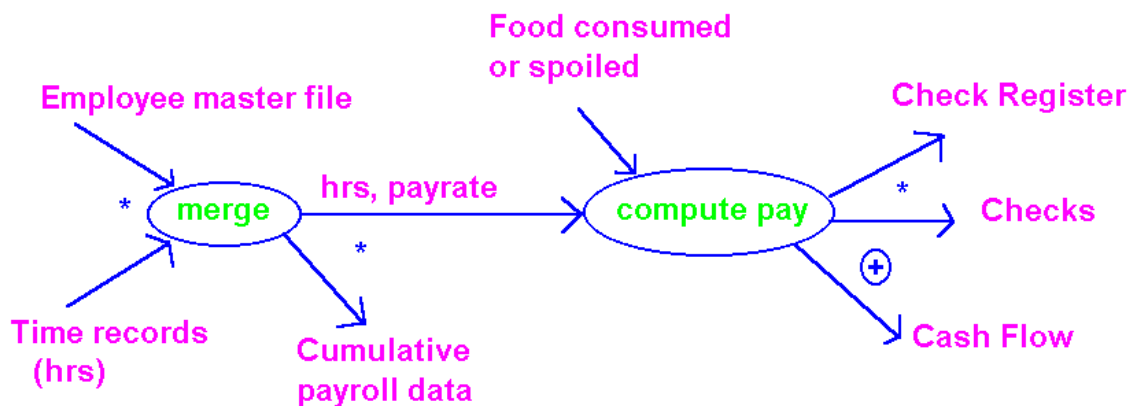 Food consumed
or spoiled
Employee master file
Check Register
*
merge
hrs, payrate
*
compute pay
*
Checks
+
Time records
(hrs)
Cumulative
payroll data
Cash Flow